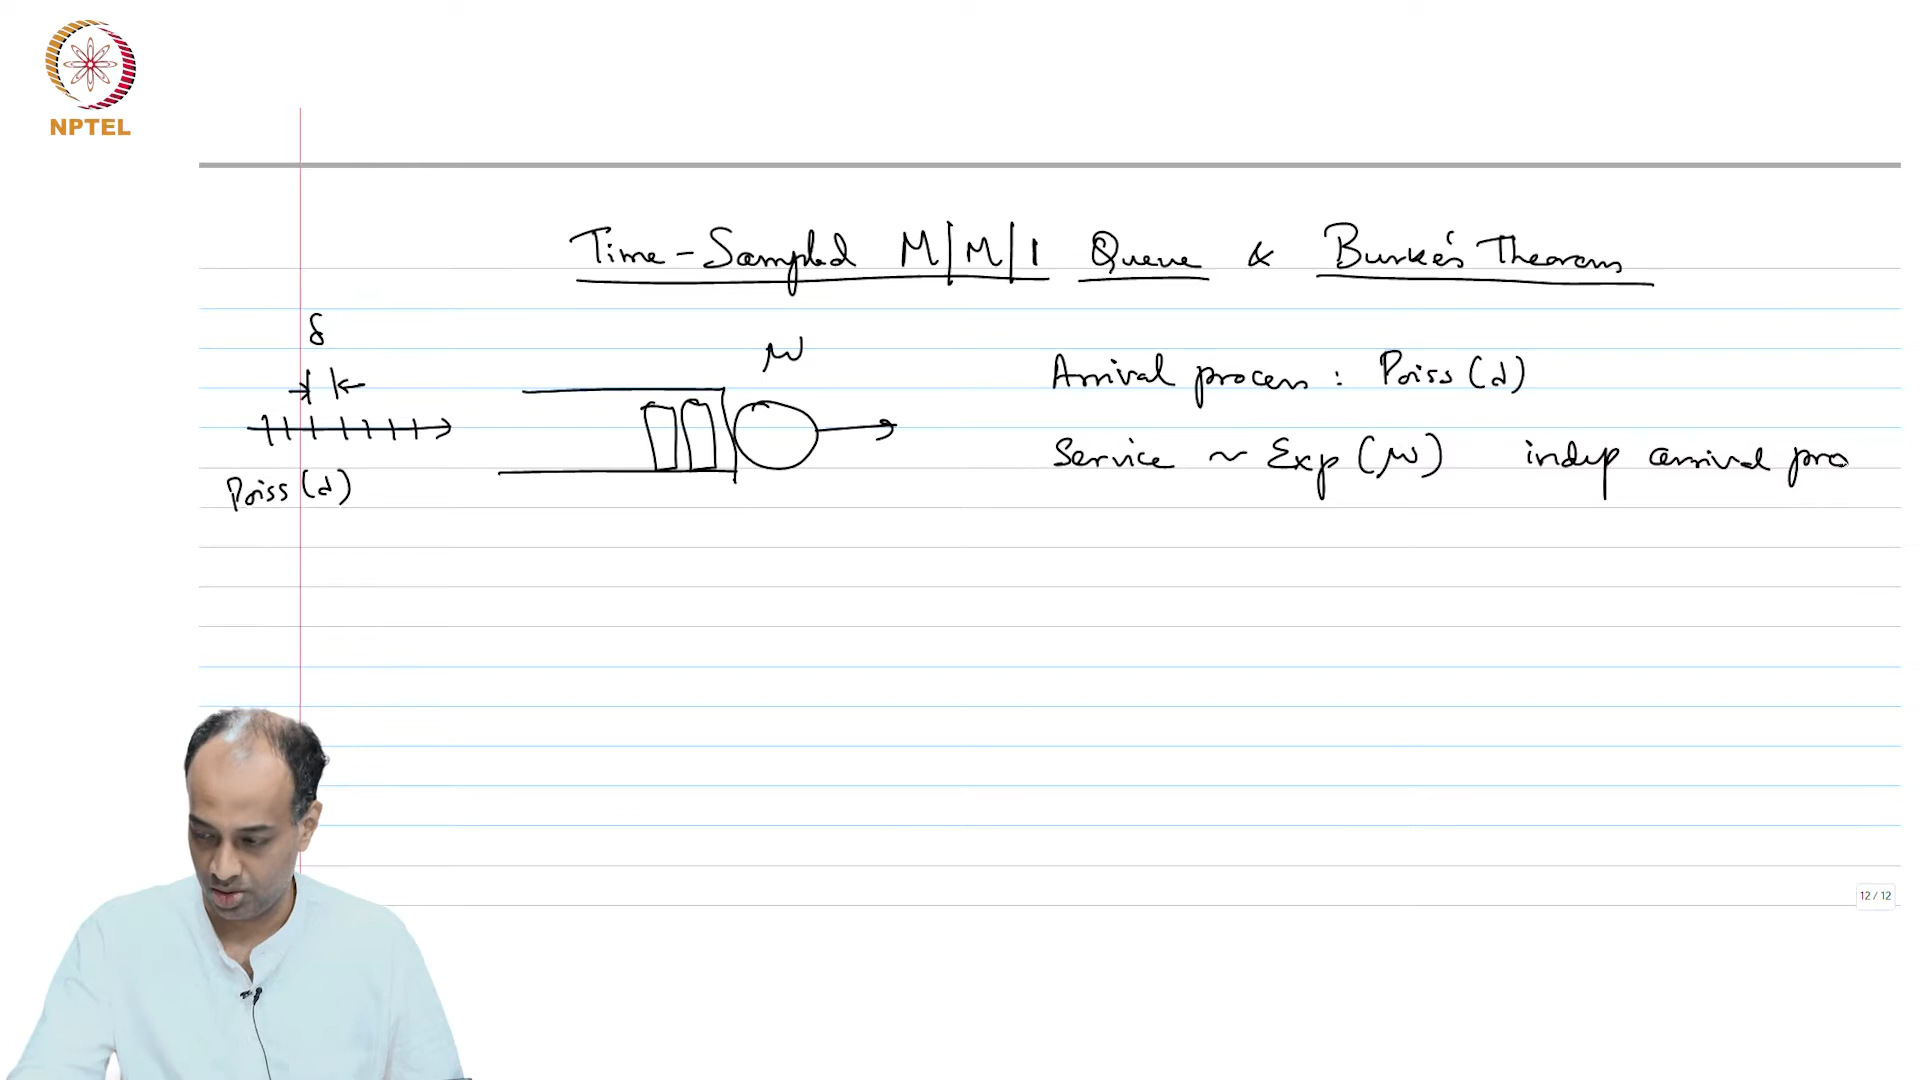 NPTEL
Time-Sampled M/M/1 Queue & Burke's Theorem
δ
μ
Arrival process : Poiss (λ)
Service ~ Exp (μ) indep arrival pro
Poiss (λ)
12 / 12